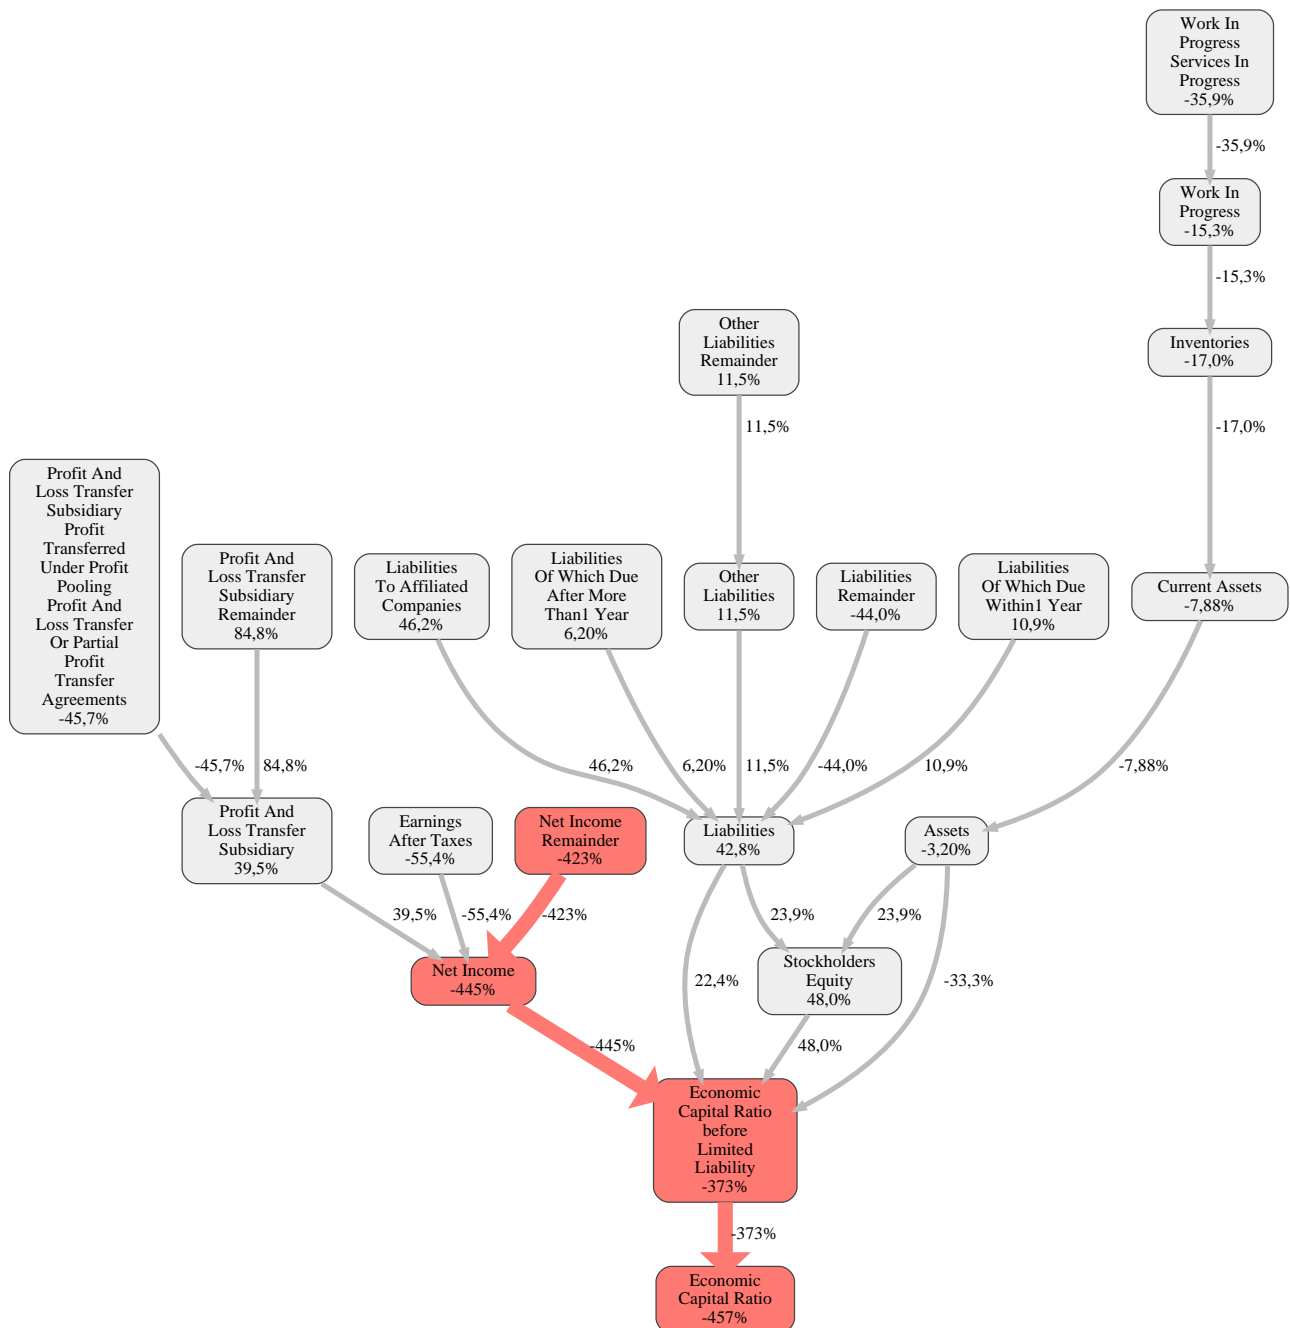 Work In
Progress
Services In
Progress
-35,9%
-35,9%
Work In
Progress
-15,3%
-15,3%
Other
Liabilities
Remainder
11,5%
Inventories
-17,0%
11,5%
-17,0%
Profit And
Loss Transfer
Subsidiary
Profit
Transferred
Under Profit
Pooling
Profit And
Loss Transfer
Or Partial
Profit
Transfer
Agreements
-45,7%
Profit And
Loss Transfer
Subsidiary
Remainder
84,8%
Liabilities
To Affiliated
Companies
46,2%
Liabilities
Of Which Due
After More
Than1 Year
6,20%
Other
Liabilities
11,5%
Liabilities
Remainder
-44,0%
Liabilities
Of Which Due
Within1 Year
10,9%
Current Assets
-7,88%
-45,7%
84,8%
46,2%
6,20%
11,5%
-44,0%
10,9%
-7,88%
Profit And
Loss Transfer
Subsidiary
39,5%
Earnings
After Taxes
-55,4%
Net Income
Remainder
-423%
Liabilities
42,8%
Assets
-3,20%
39,5%
-55,4%
-423%
23,9%
23,9%
Net Income
-445%
22,4%
Stockholders
Equity
48,0%
-33,3%
-445%
48,0%
Economic
Capital Ratio
before
Limited
Liability
-373%
-373%
Economic
Capital Ratio
-457%